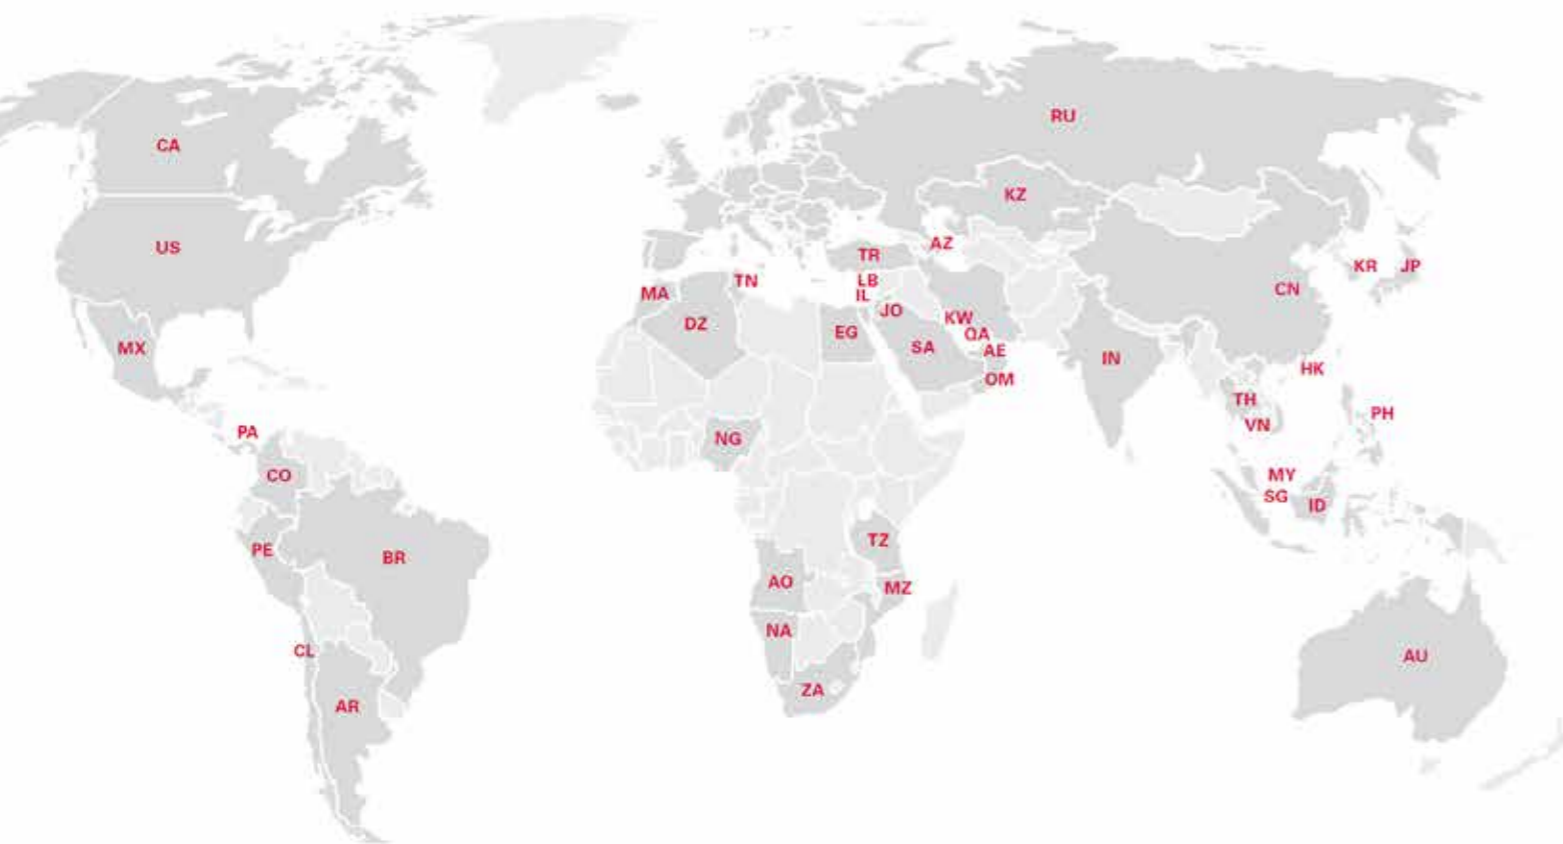 RU
CA
KZ
AZ
US
TR
KR
JP
TN
LB
CN
MA
IL
JO
KW
DZ
EG
QA
MX
SA
AE
IN
HK
OM
TH
PH
VN
PA
NG
CO
MY
SG
ID
TZ
PE
BR
AO
MZ
NA
CL
AU
ZA
AR